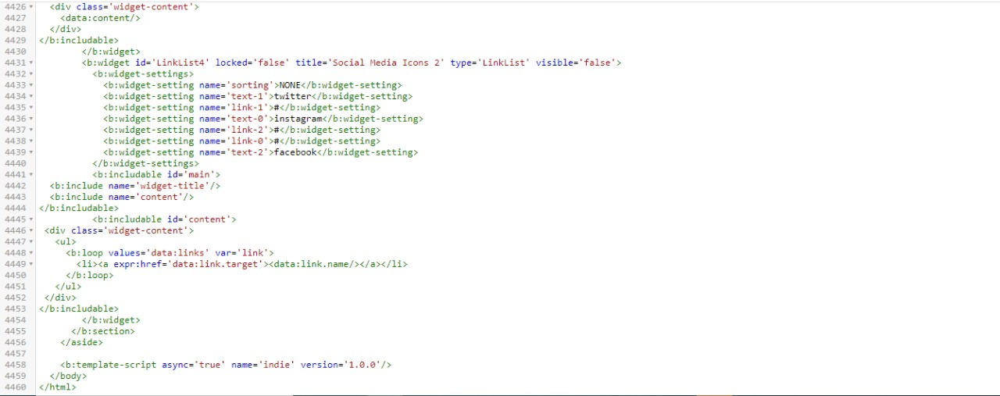 4426 <div class='widget-content'>
4427 <data:content/>
4428 </div>
4429 </b:includable>
4430 </b:widget>
4431 <b:widget id='LinkList4' locked='false' title='Social Media Icons 2' type='LinkList' visible='false'>
4432 <b:widget-settings>
4433 <b:widget-setting name='sorting'>NONE</b:widget-setting>
4434 <b:widget-setting name='text-1'>twitter</b:widget-setting>
4435 <b:widget-setting name='link-1'>#</b:widget-setting>
4436 <b:widget-setting name='text-0'>instagram</b:widget-setting>
4437 <b:widget-setting name='link-2'>#</b:widget-setting>
4438 <b:widget-setting name='link-0'>#</b:widget-setting>
4439 <b:widget-setting name='text-2'>facebook</b:widget-setting>
4440 </b:widget-settings>
4441 <b:includable id='main'>
4442 <b:include name='widget-title'/>
4443 <b:include name='content'/>
4444 </b:includable>
4445 <b:includable id='content'>
4446 <div class='widget-content'>
4447 <ul>
4448 <b:loop values='data:links' var='link'>
4449 <li><a expr:href='data:link.target'><data:link.name/></a></li>
4450 </b:loop>
4451 </ul>
4452 </div>
4453 </b:includable>
4454 </b:widget>
4455 </b:section>
4456 </aside>
4457
4458 <b:template-script async='true' name='indie' version='1.0.0'/>
4459 </body>
4460 </html>